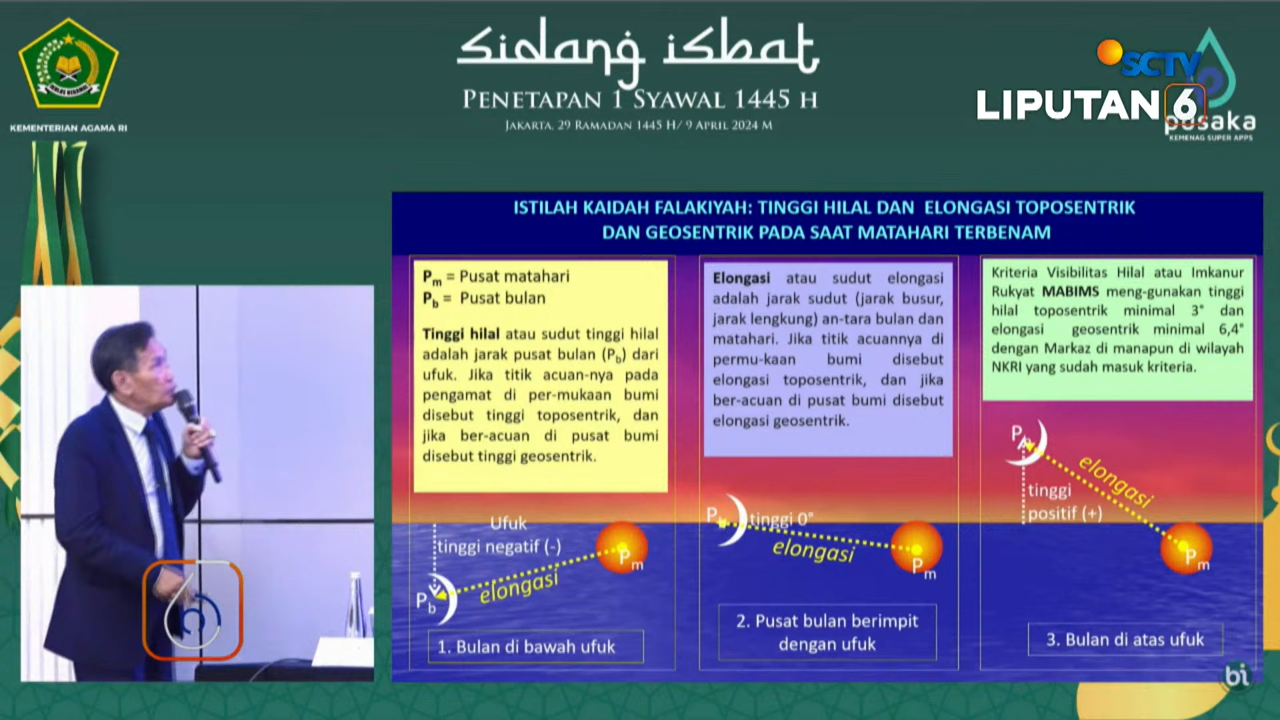 KEMENTERIAN AGAMA RI
sidang isbat
PENETAPAN 1 SYAWAL 1445 H
JAKARTA, 29 RAMADAN 1445 H/ 9 APRIL 2024 M
SCTV
LIPUTAN 6
pusaka
KEMENAG SUPER APPS
ISTILAH KAIDAH FALAKIYAH: TINGGI HILAL DAN ELONGASI TOPOSENTRIK
DAN GEOSENTRIK PADA SAAT MATAHARI TERBENAM
Pm = Pusat matahari
Pb = Pusat bulan
Tinggi hilal atau sudut tinggi hilal
adalah jarak pusat bulan (Pb) dari
ufuk. Jika titik acuan-nya pada
pengamat di per-mukaan bumi
disebut tinggi toposentrik, dan
jika ber-acuan di pusat bumi
disebut tinggi geosentrik.
Ufuk
tinggi negatif (-)
elongasi
Pm
Pb
1. Bulan di bawah ufuk
Elongasi atau sudut elongasi
adalah jarak sudut (jarak busur,
jarak lengkung) an-tara bulan dan
matahari. Jika titik acuannya di
permu-kaan bumi disebut
elongasi toposentrik, dan jika
ber-acuan di pusat bumi disebut
elongasi geosentrik.
P
tinggi 0°
elongasi
Pm
2. Pusat bulan berimpit
dengan ufuk
Kriteria Visibilitas Hilal atau Imkanur
Rukyat MABIMS meng-gunakan tinggi
hilal toposentrik minimal 3° dan
elongasi geosentrik minimal 6,4°
dengan Markaz di manapun di wilayah
NKRI yang sudah masuk kriteria.
P
elongasi
tinggi
positif (+)
Pm
3. Bulan di atas ufuk
bi